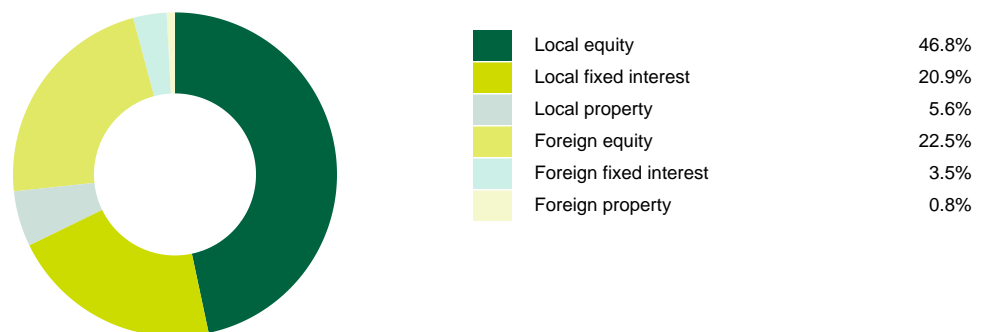 Local equity 46.8%
Local fixed interest 20.9%
Local property 5.6%
Foreign equity 22.5%
Foreign fixed interest 3.5%
Foreign property 0.8%